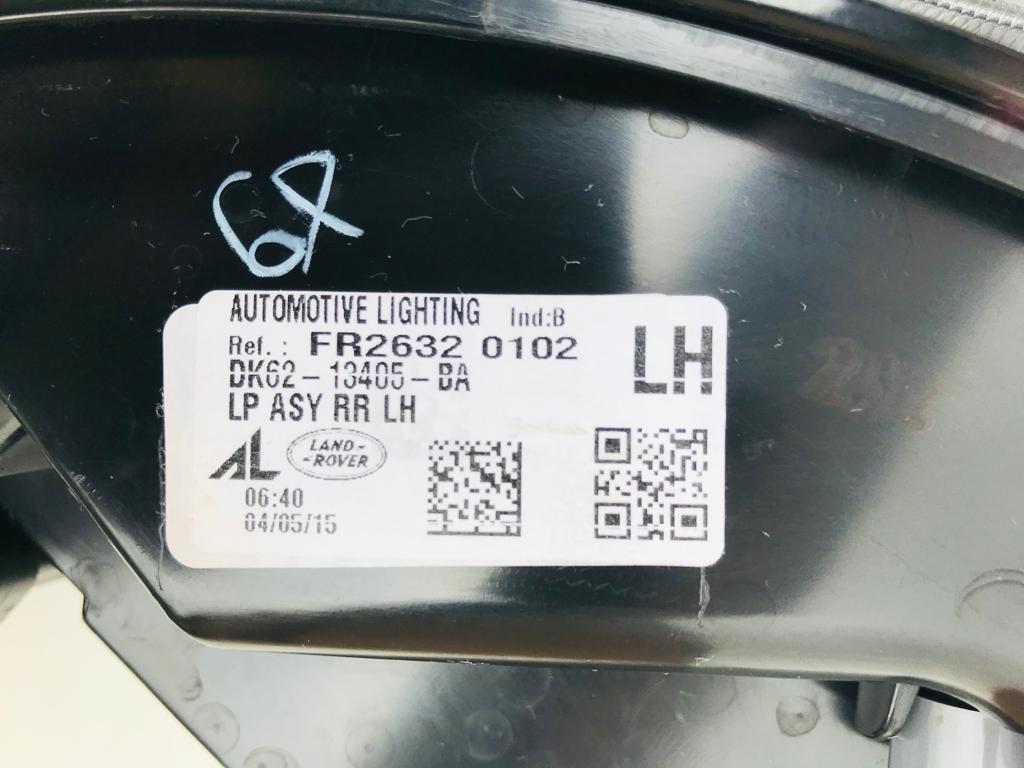 AUTOMOTIVE LIGHTING Ind:B
Ref.: FR2632 0102
LH
DK62-13405-BA
LP ASY RR LH
AL
LAND-
-ROVER
06:40
04/05/15